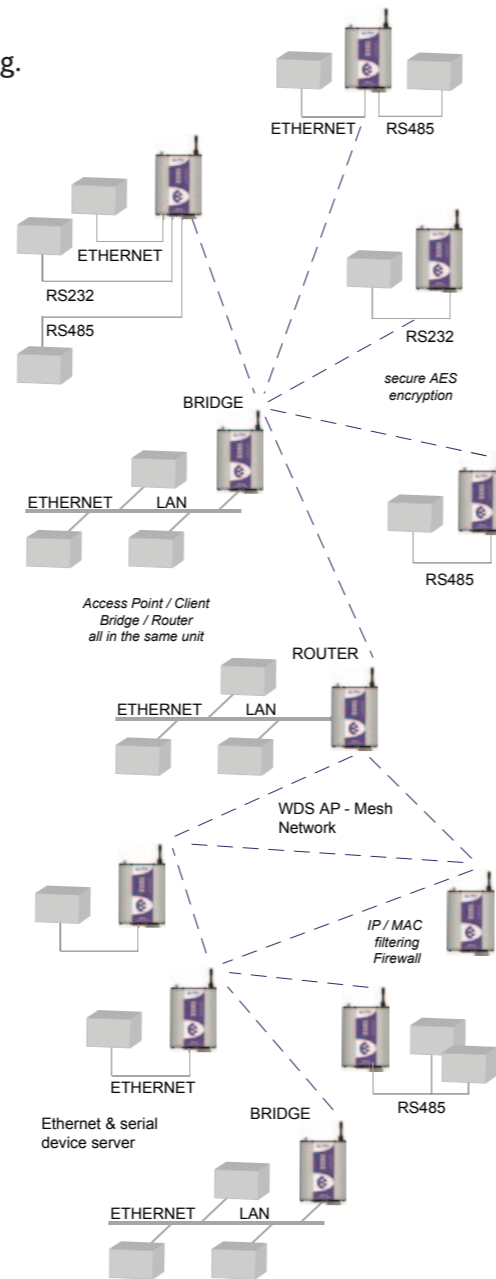 g.
ETHERNET
RS485
ETHERNET
RS232
RS485
RS232
secure AES
encryption
BRIDGE
ETHERNET LAN
RS485
Access Point / Client
Bridge / Router
all in the same unit
ROUTER
ETHERNET LAN
WDS AP - Mesh
Network
IP / MAC
filtering
Firewall
ETHERNET
RS485
Ethernet & serial
device server
BRIDGE
ETHERNET LAN